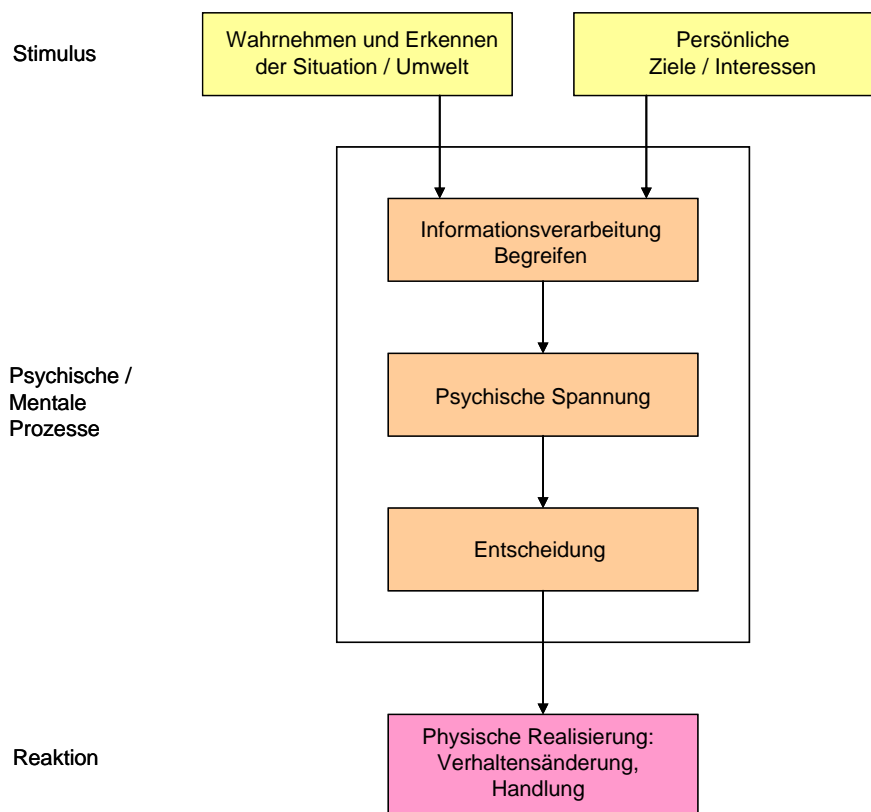 Stimulus
Wahrnehmen und Erkennen
der Situation / Umwelt
Persönliche
Ziele / Interessen
Informationsverarbeitung
Begreifen
Psychische /
Mentale
Prozesse
Psychische Spannung
Entscheidung
Reaktion
Physische Realisierung:
Verhaltensänderung,
Handlung